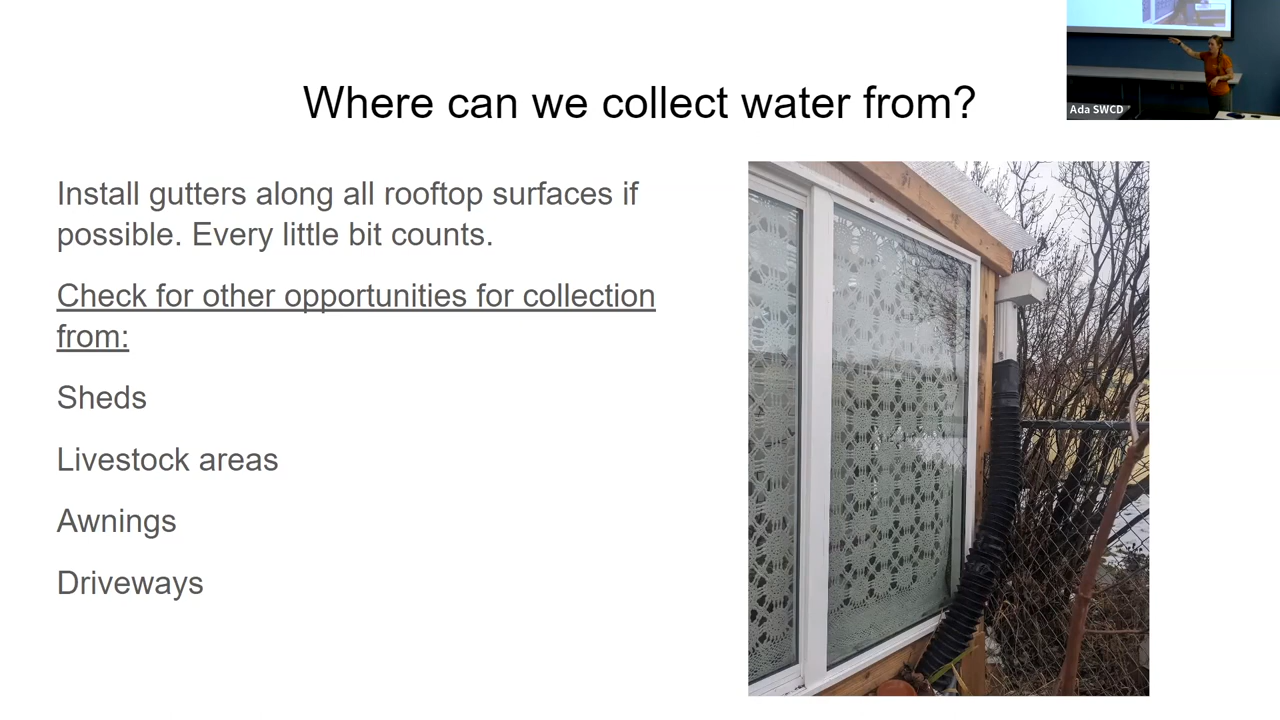 Where can we collect water from?
Ada SWCD
Install gutters along all rooftop surfaces if
possible. Every little bit counts.
Check for other opportunities for collection
from:
Sheds
Livestock areas
Awnings
Driveways